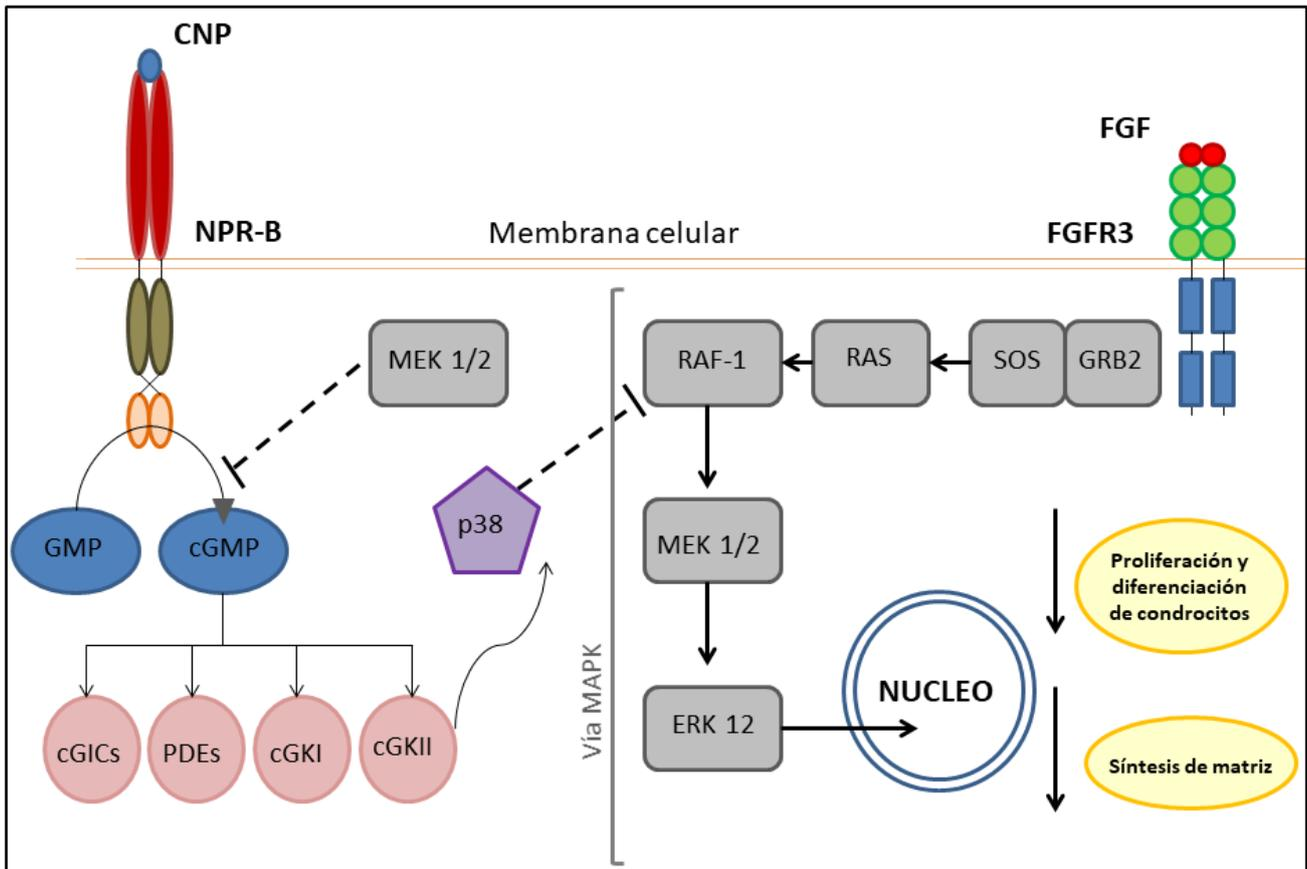 CNP
FGF
NPR-B
Membrana celular
FGFR3
MEK 1/2
RAF-1
RAS
SOS
GRB2
p38
GMP
cGMP
MEK 1/2
Proliferación y
diferenciación
de condrocitos
Vía MAPK
NUCLEO
cGICs
PDEs
cGKI
cGKII
ERK 12
Síntesis de matriz